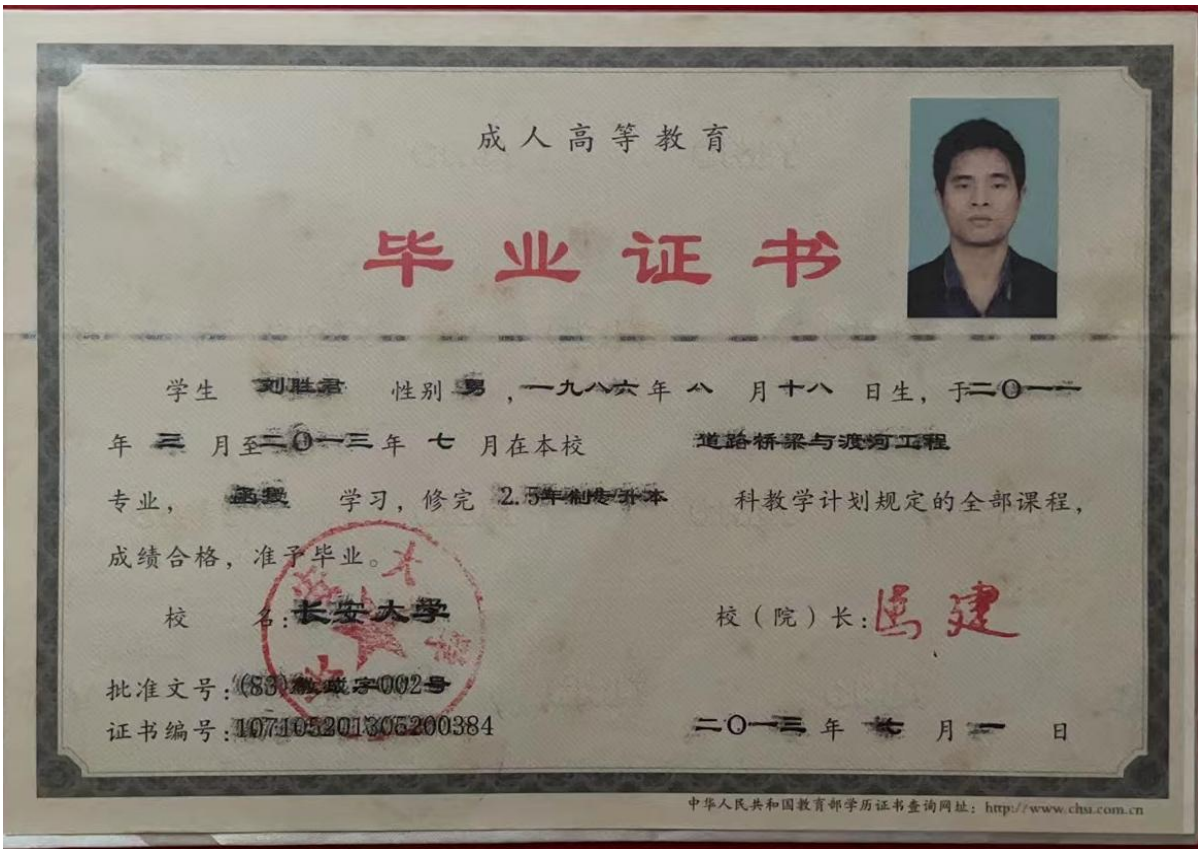 成人高等教育
毕业证书
学生 刘胜君 性别 男,一九八六年 八 月十八 日生,于二〇一一
年 三 月至二〇一三年 七 月在本校 道路桥梁与渡河工程
专业, 函授 学习,修完 2.5年制专升本 科教学计划规定的全部课程,
成绩合格,准予毕业。
校 名:长安大学 校(院)长:
批准文号:(83)教成字002号
证书编号:107105201305200384 二〇一三年 七 月 一 日
中华人民共和国教育部学历证书查询网址:http://www.chsi.com.cn